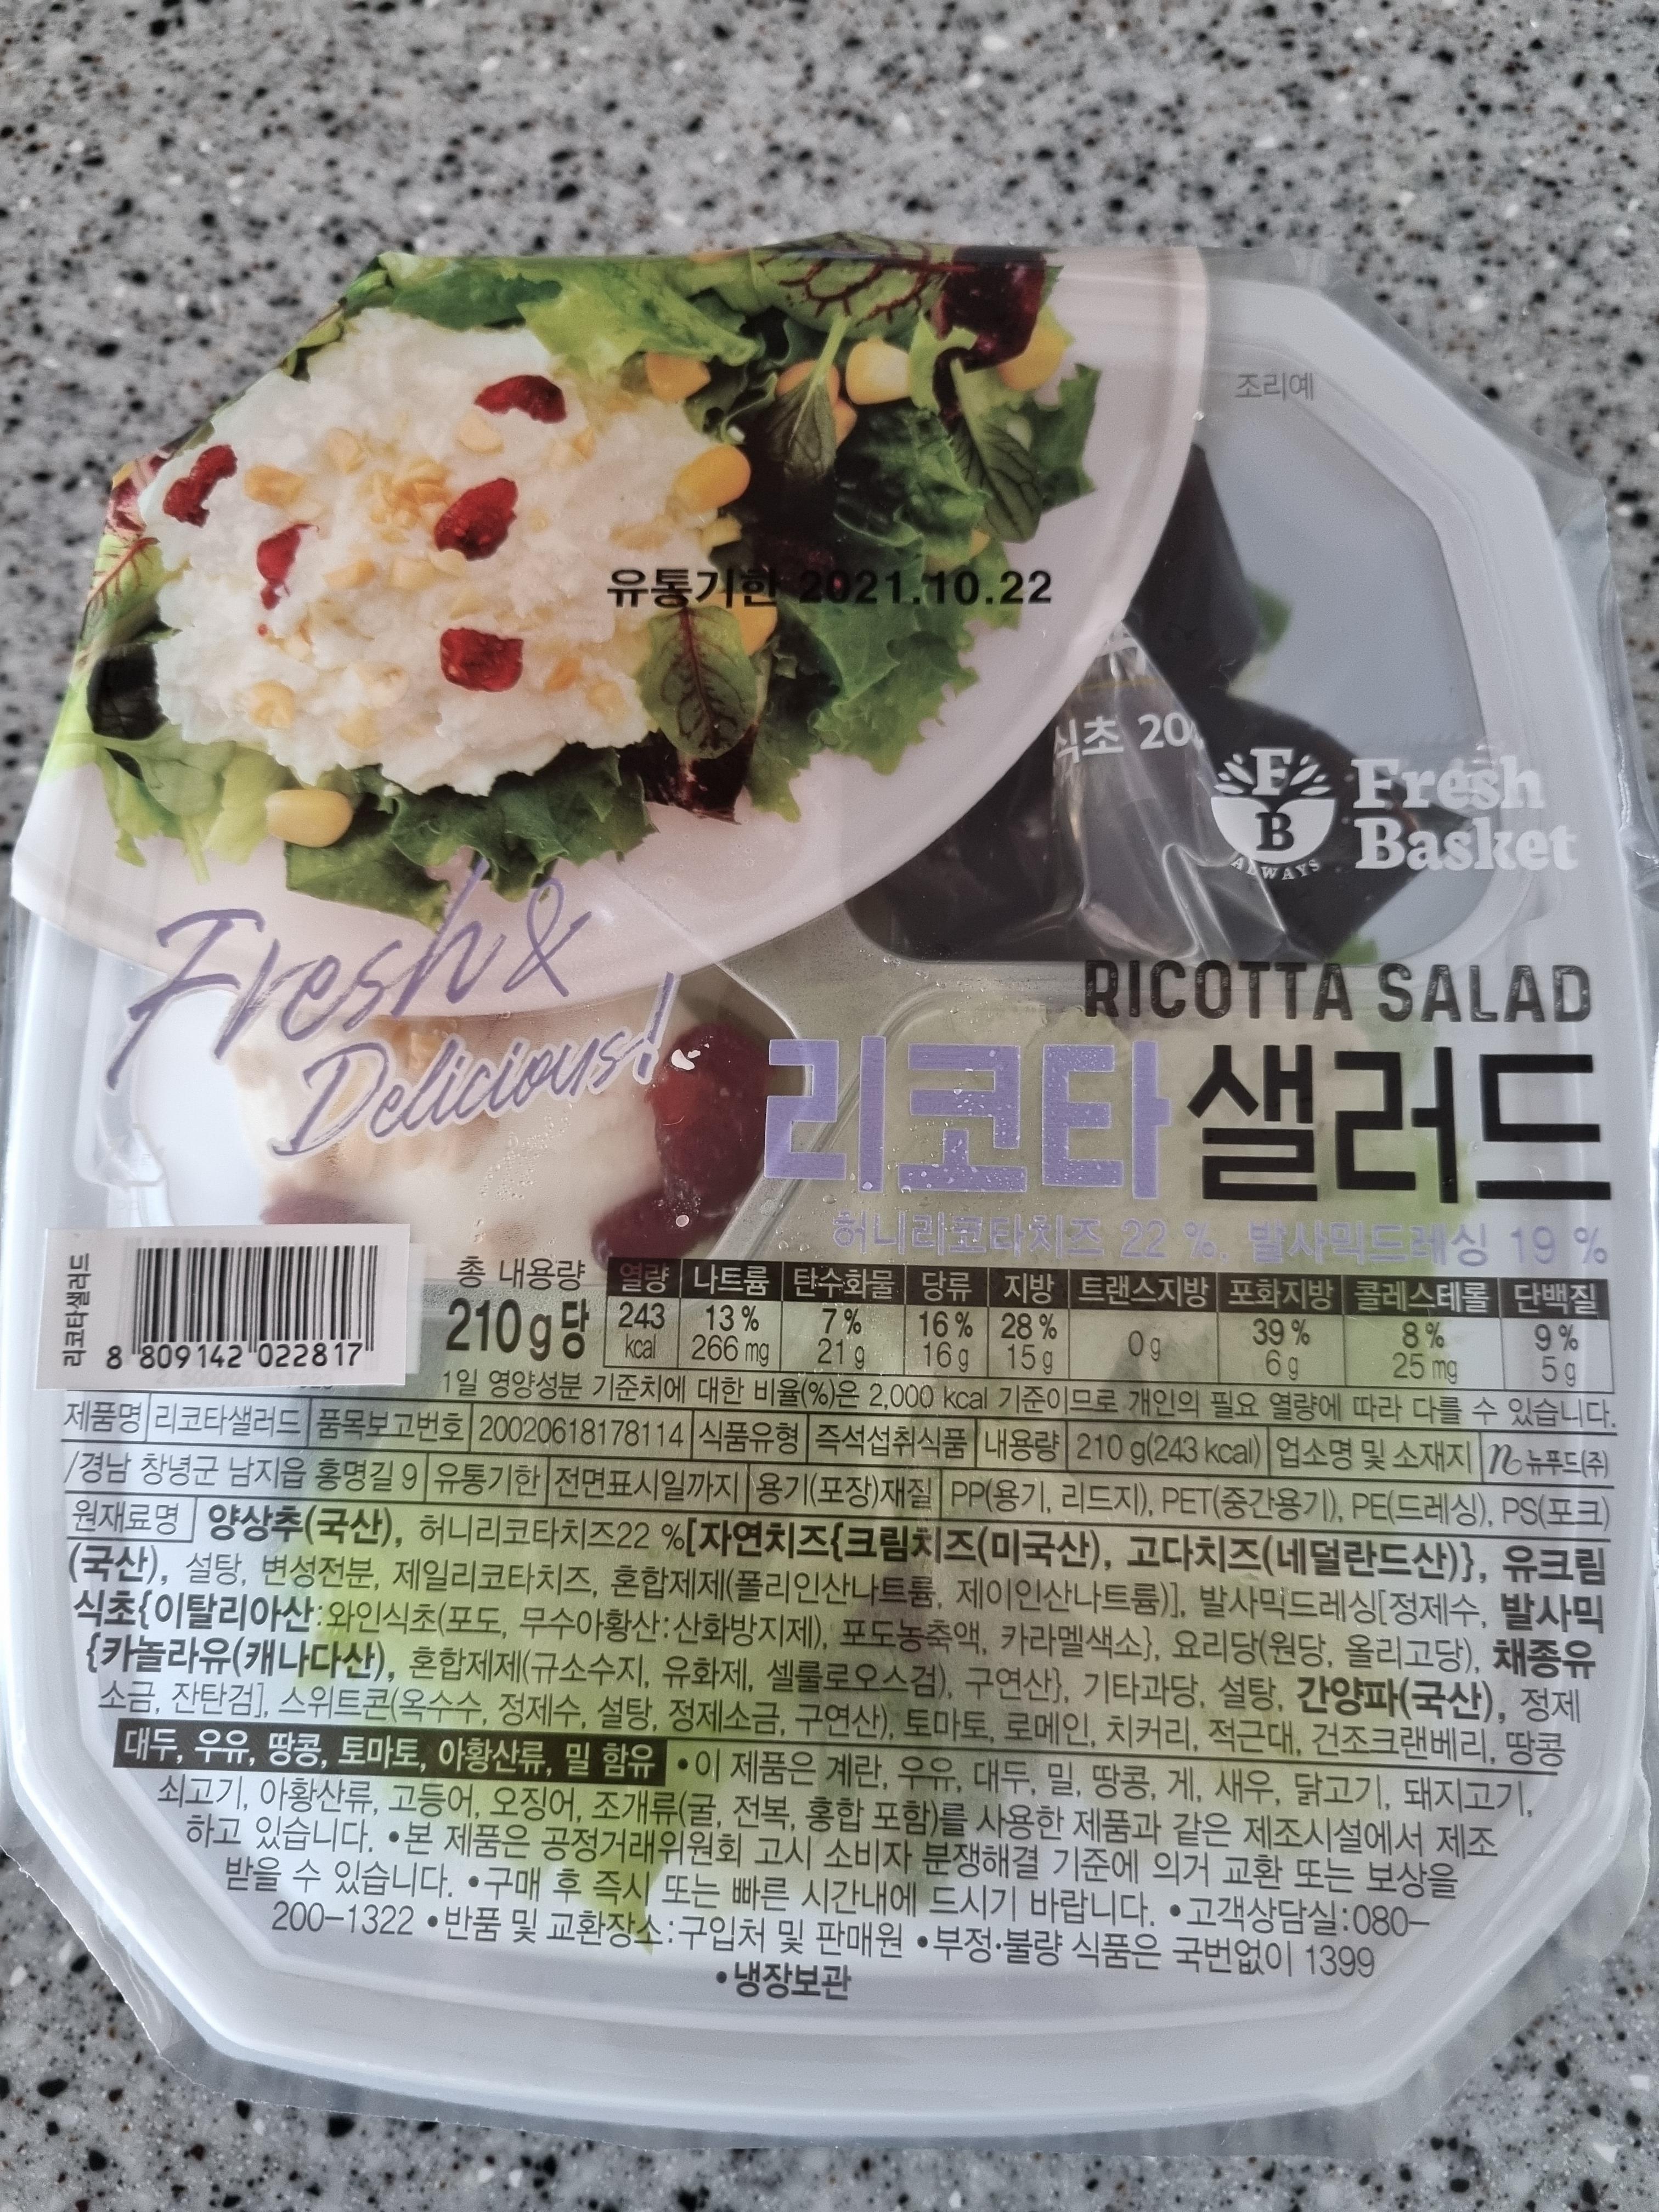 조리예
유통기한 2021.10.22
식초 20
F
B
ALWAYS
Fresh
Basket
Fresh &
Delicious!
RICOTTA SALAD
리코타샐러드
허니리코타치즈 22 %, 발사믹드레싱 19 %
리코타샐러드
8 809142 022817
총 내용량
210g당
열량 나트륨 탄수화물 당류 지방 트랜스지방 포화지방 콜레스테롤 단백질
243 13 % 7 % 16 % 28 % 39 % 8 % 9 %
kcal 266 mg 21 g 16 g 15 g 0 g 6 g 25 mg 5 g
1일 영양성분 기준치에 대한 비율(%)은 2,000 kcal 기준이므로 개인의 필요 열량에 따라 다를 수 있습니다.
제품명 리코타샐러드 품목보고번호 20020618178114 식품유형 즉석섭취식품 내용량 210 g(243 kcal) 업소명 및 소재지 n 뉴푸드(주)
/경남 창녕군 남지읍 홍명길 9 유통기한 전면표시일까지 용기(포장)재질 PP(용기, 리드지), PET(중간용기), PE(드레싱), PS(포크)
원재료명 양상추(국산), 허니리코타치즈22 %[자연치즈{크림치즈(미국산), 고다치즈(네덜란드산)}, 유크림
(국산), 설탕, 변성전분, 제일리코타치즈, 혼합제제(폴리인산나트륨, 제이인산나트륨)], 발사믹드레싱[정제수, 발사믹
식초{이탈리아산:와인식초(포도, 무수아황산:산화방지제), 포도농축액, 카라멜색소}, 요리당(원당, 올리고당), 채종유
{카놀라유(캐나다산), 혼합제제(규소수지, 유화제, 셀룰로오스검), 구연산}, 기타과당, 설탕, 간양파(국산), 정제
소금, 잔탄검], 스위트콘(옥수수, 정제수, 설탕, 정제소금, 구연산), 토마토, 로메인, 치커리, 적근대, 건조크랜베리, 땅콩
대두, 우유, 땅콩, 토마토, 아황산류, 밀 함유 •이 제품은 계란, 우유, 대두, 밀, 땅콩, 게, 새우, 닭고기, 돼지고기,
쇠고기, 아황산류, 고등어, 오징어, 조개류(굴, 전복, 홍합 포함)를 사용한 제품과 같은 제조시설에서 제조
하고 있습니다. •본 제품은 공정거래위원회 고시 소비자 분쟁해결 기준에 의거 교환 또는 보상을
받을 수 있습니다. •구매 후 즉시 또는 빠른 시간내에 드시기 바랍니다. •고객상담실:080-
200-1322 •반품 및 교환장소:구입처 및 판매원 •부정·불량 식품은 국번없이 1399
•냉장보관